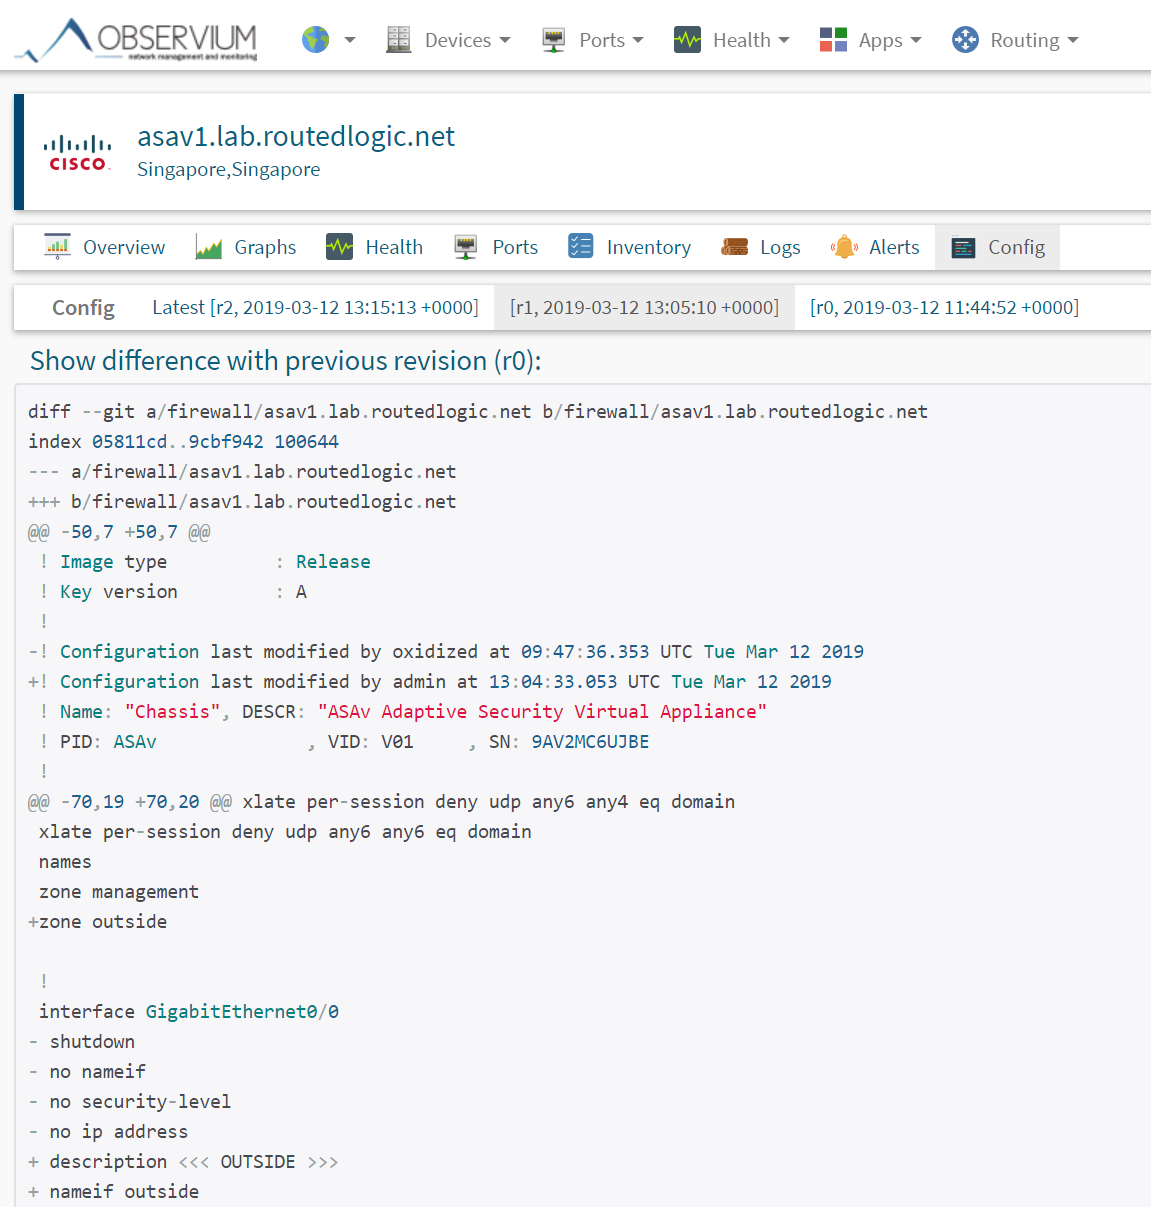 OBSERVIUM
network management and monitoring
Devices Ports Health Apps Routing
CISCO
asav1.lab.routedlogic.net
Singapore,Singapore
Overview Graphs Health Ports Inventory Logs Alerts Config
Config Latest [r2, 2019-03-12 13:15:13 +0000] [r1, 2019-03-12 13:05:10 +0000] [r0, 2019-03-12 11:44:52 +0000]
Show difference with previous revision (r0):
diff --git a/firewall/asav1.lab.routedlogic.net b/firewall/asav1.lab.routedlogic.net
index 05811cd..9cbf942 100644
--- a/firewall/asav1.lab.routedlogic.net
+++ b/firewall/asav1.lab.routedlogic.net
@@ -50,7 +50,7 @@
 ! Image type          : Release
 ! Key version         : A
 !
-! Configuration last modified by oxidized at 09:47:36.353 UTC Tue Mar 12 2019
+! Configuration last modified by admin at 13:04:33.053 UTC Tue Mar 12 2019
 ! Name: "Chassis", DESCR: "ASAv Adaptive Security Virtual Appliance"
 ! PID: ASAv              , VID: V01     , SN: 9AV2MC6UJBE
 !
@@ -70,19 +70,20 @@ xlate per-session deny udp any6 any4 eq domain
 xlate per-session deny udp any6 any6 eq domain
 names
 zone management
+zone outside
 !
 interface GigabitEthernet0/0
- shutdown
- no nameif
- no security-level
- no ip address
+ description <<< OUTSIDE >>>
+ nameif outside